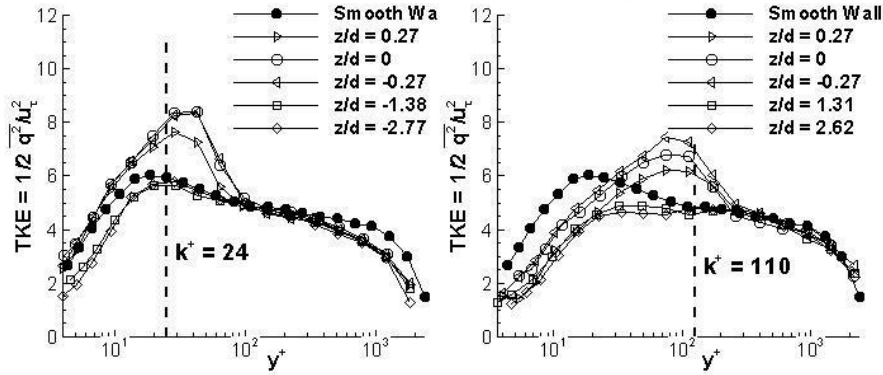 12
10
8
6
4
2
0
TKE = 1/2 q²/u²τ
Smooth Wa
z/d = 0.27
z/d = 0
z/d = -0.27
z/d = -1.38
z/d = -2.77
k⁺ = 24
10¹
10²
10³
y⁺
12
10
8
6
4
2
0
TKE = 1/2 q²/u²τ
Smooth Wall
z/d = 0.27
z/d = 0
z/d = -0.27
z/d = 1.31
z/d = 2.62
k⁺ = 110
10¹
10²
10³
y⁺